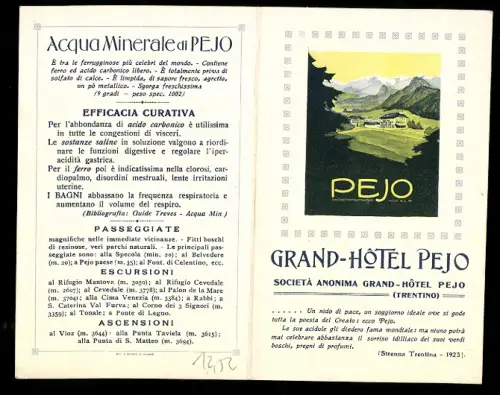 Acqua Minerale di PEJO
È tra le ferrugginose più celebri del mondo. - Contiene
ferro ed acido carbonico libero. - È totalmente priva di
solfato di calce. - È limpida, di sapore fresco, agretto,
un pò metallico. - Sgorga freschissima
(9 gradi — peso spec. 1002)
EFFICACIA CURATIVA
Per l'abbondanza di acido carbonico è utilissima
in tutte le congestioni di visceri.
Le sostanze saline in soluzione valgono a riordi-
nare le funzioni digestive e regolare l'iper-
acidità gastrica.
Per il ferro poi è indicatissima nella clorosi, car-
diopalmo, disordini mestruali, lente irritazioni
uterine.
I BAGNI abbassano la frequenza respiratoria e
aumentano il volume del respiro.
(Bibliografia: Guide Treves - Acqua Min)
PASSEGGIATE
magnifiche nelle immediate vicinanze. - Fitti boschi
di resinose, veri parchi naturali. - Le principali pas-
seggiate sono: alla Specola (min. 20); al Belvedere
(m. 20); a Pejo paese (m. 35); al Font. di Celentino, ecc.
ESCURSIONI
al Rifugio Mantova (m. 3050); al Rifugio Cevedale
(m. 2607); al Cevedale (m. 3778); al Palon de la Mare
(m. 3704); alla Cima Venezia (m. 3384); a Rabbi; a
S. Caterina Val Furva; al Corno dei 3 Signori (m.
3359); al Tonale; a Ponte di Legno.
ASCENSIONI
al Vioz (m. 3644); alla Punta Taviela (m. 3615);
alla Punta di S. Matteo (m. 3694).
PEJO
GRAND-HÔTEL PEJO
SOCIETÀ ANONIMA GRAND-HÔTEL PEJO
(TRENTINO)
...... Un nido di pace, un soggiorno ideale ove si gode
tutta la poesia del Creato: ecco Pejo.
Le sue acidule gli diedero fama mondiale: ma nulla potrà
mai celebrare abbastanza il sorriso idilliaco dei suoi verdi
boschi, pregni di profumi.
(Strenna Trentina - 1923).